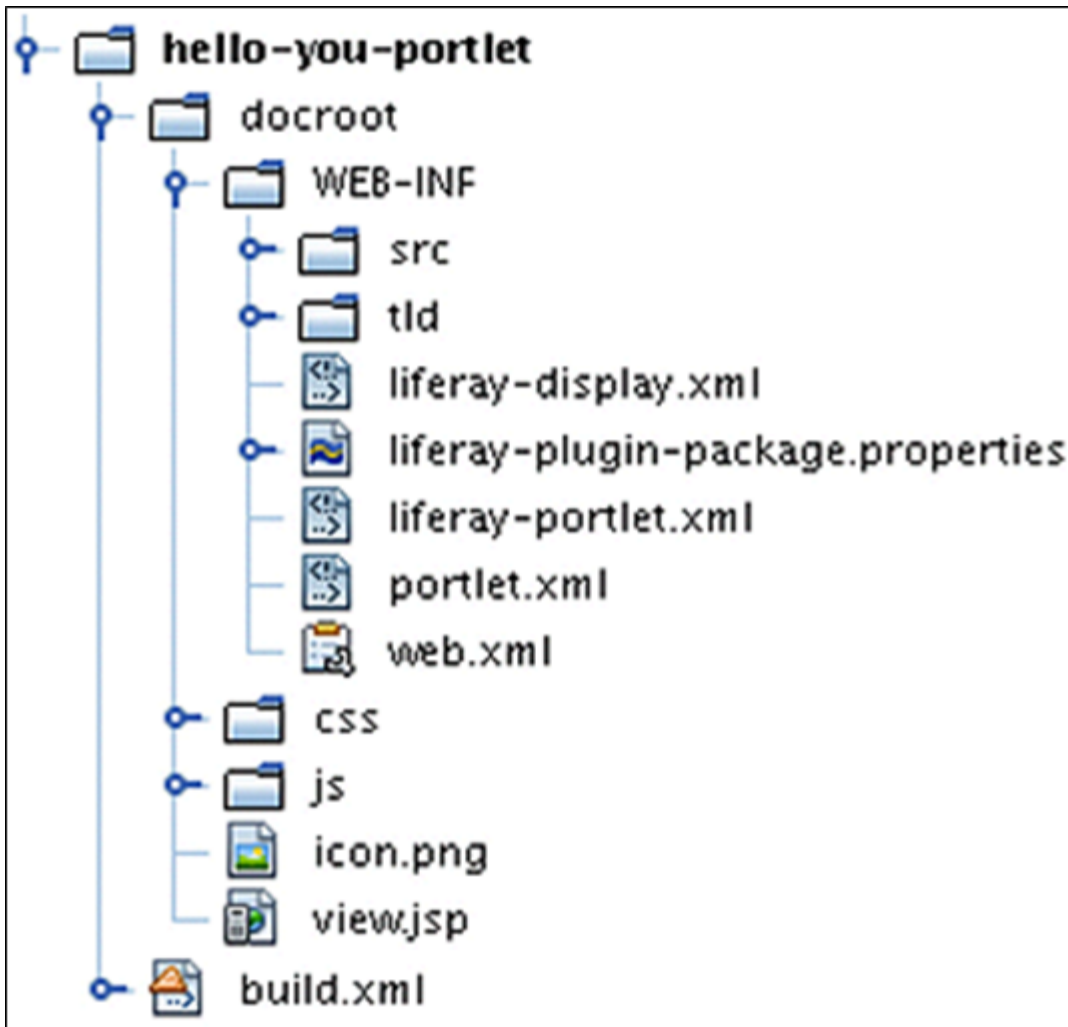 hello-you-portlet
docroot
WEB-INF
src
tld
liferay-display.xml
liferay-plugin-package.properties
liferay-portlet.xml
portlet.xml
web.xml
css
js
icon.png
view.jsp
build.xml